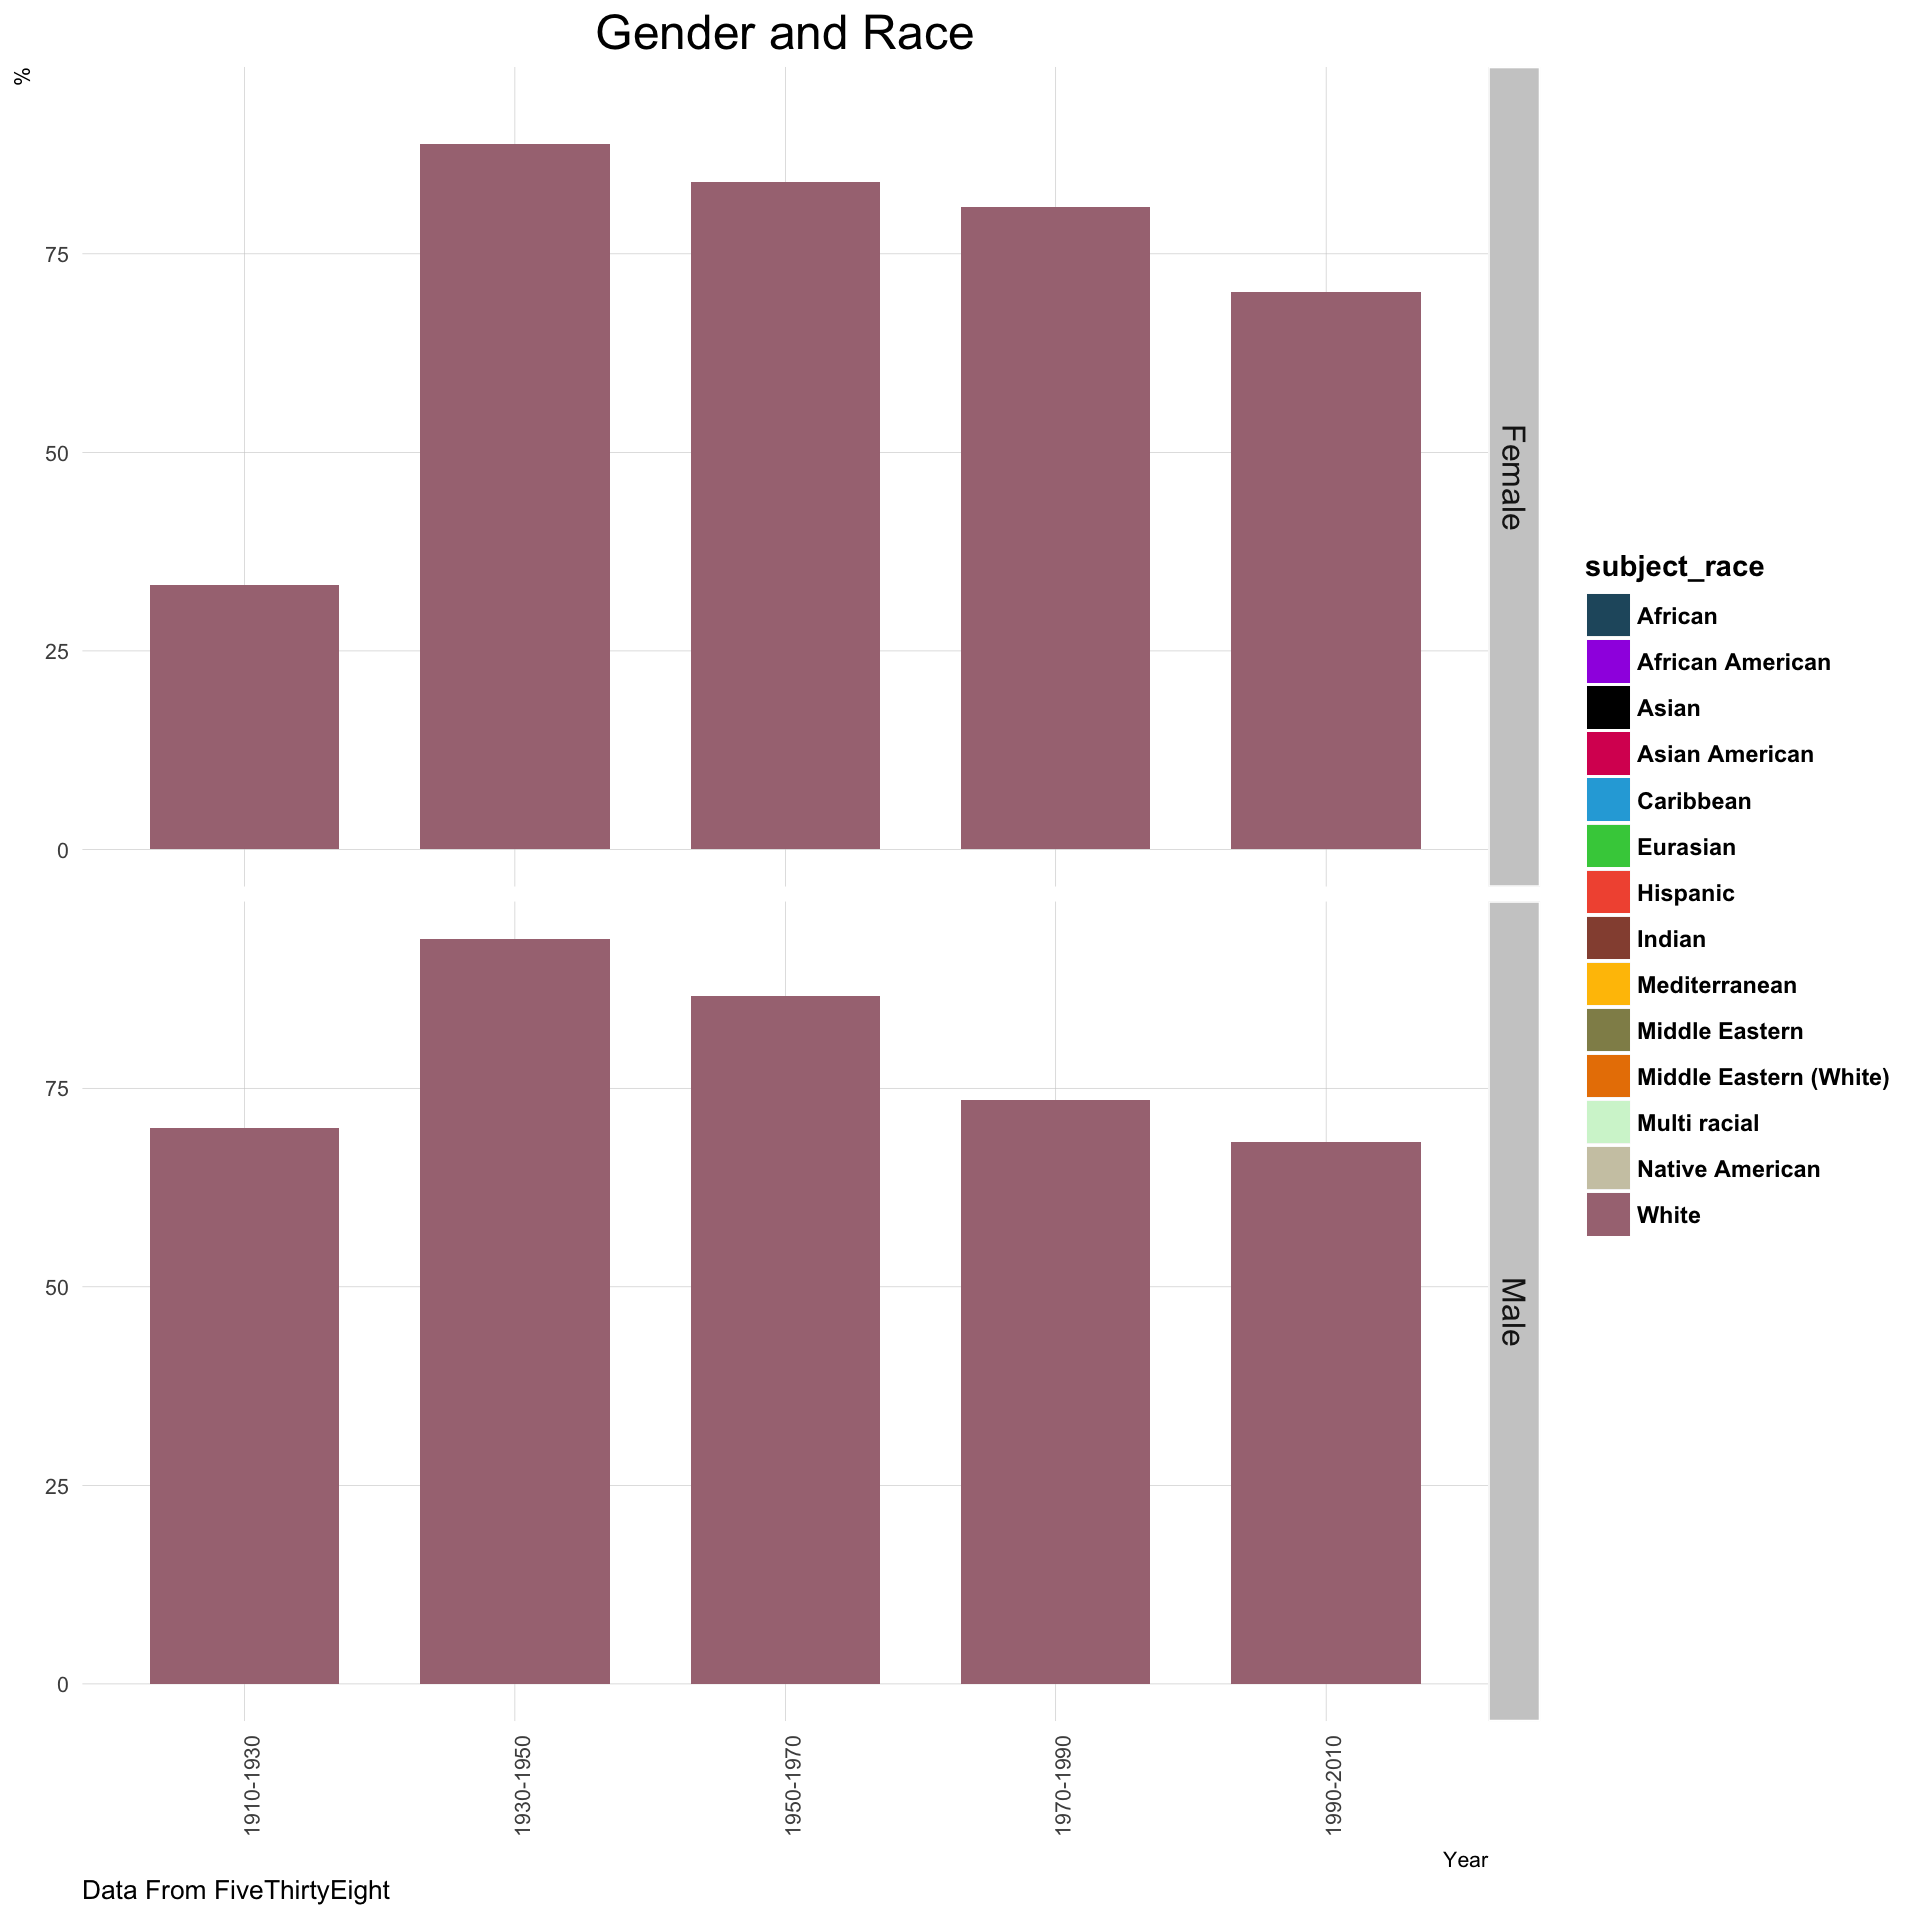 Gender and Race
%
75
50
25
0
Female
75
50
25
0
Male
1910-1930
1930-1950
1950-1970
1970-1990
1990-2010
Year
Data From FiveThirtyEight
subject_race
African
African American
Asian
Asian American
Caribbean
Eurasian
Hispanic
Indian
Mediterranean
Middle Eastern
Middle Eastern (White)
Multi racial
Native American
White